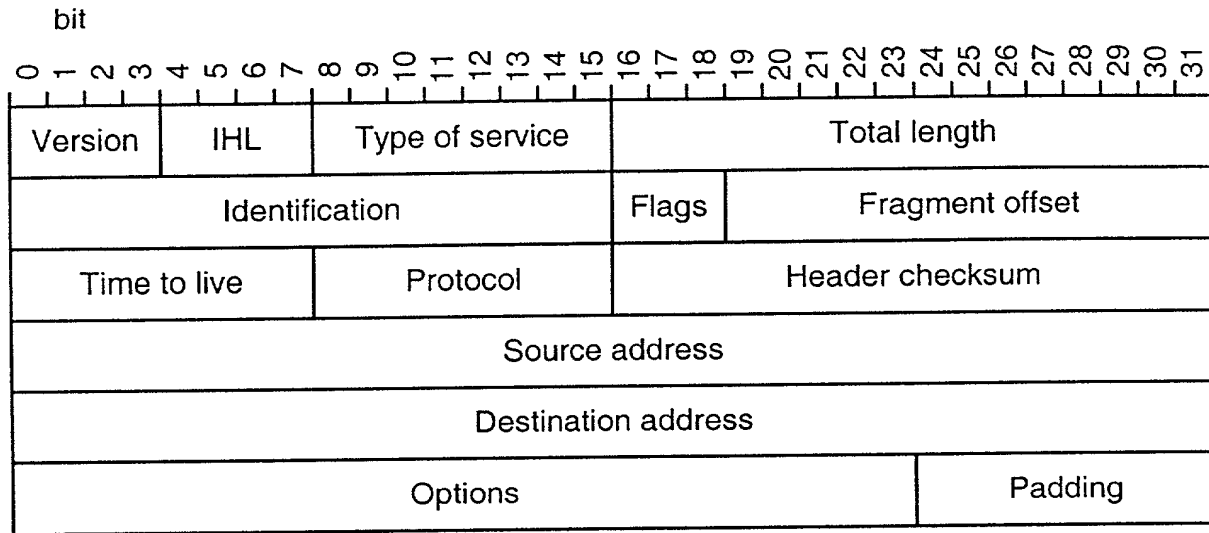 bit
0 1 2 3 4 5 6 7 8 9 10 11 12 13 14 15 16 17 18 19 20 21 22 23 24 25 26 27 28 29 30 31
Version IHL Type of service Total length
Identification Flags Fragment offset
Time to live Protocol Header checksum
Source address
Destination address
Options Padding